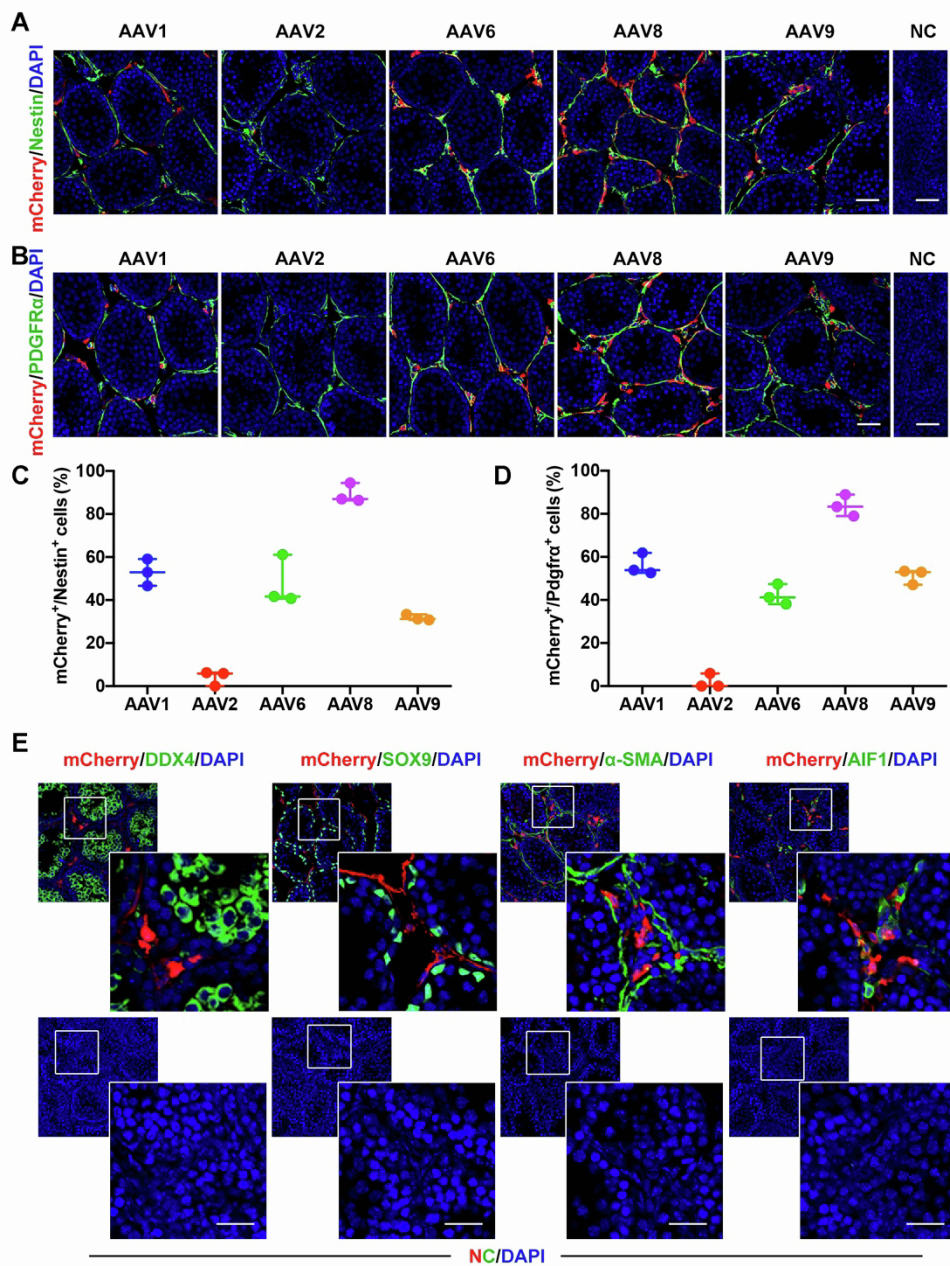 A
AAV1 AAV2 AAV6 AAV8 AAV9 NC
mCherry/Nestin/DAPI
B
AAV1 AAV2 AAV6 AAV8 AAV9 NC
mCherry/PDGFRα/DAPI
C
mCherry⁺/Nestin⁺ cells (%)
100
80
60
40
20
0
AAV1 AAV2 AAV6 AAV8 AAV9
D
mCherry⁺/Pdgfrα⁺ cells (%)
100
80
60
40
20
0
AAV1 AAV2 AAV6 AAV8 AAV9
E
mCherry/DDX4/DAPI mCherry/SOX9/DAPI mCherry/α-SMA/DAPI mCherry/AIF1/DAPI
NC/DAPI